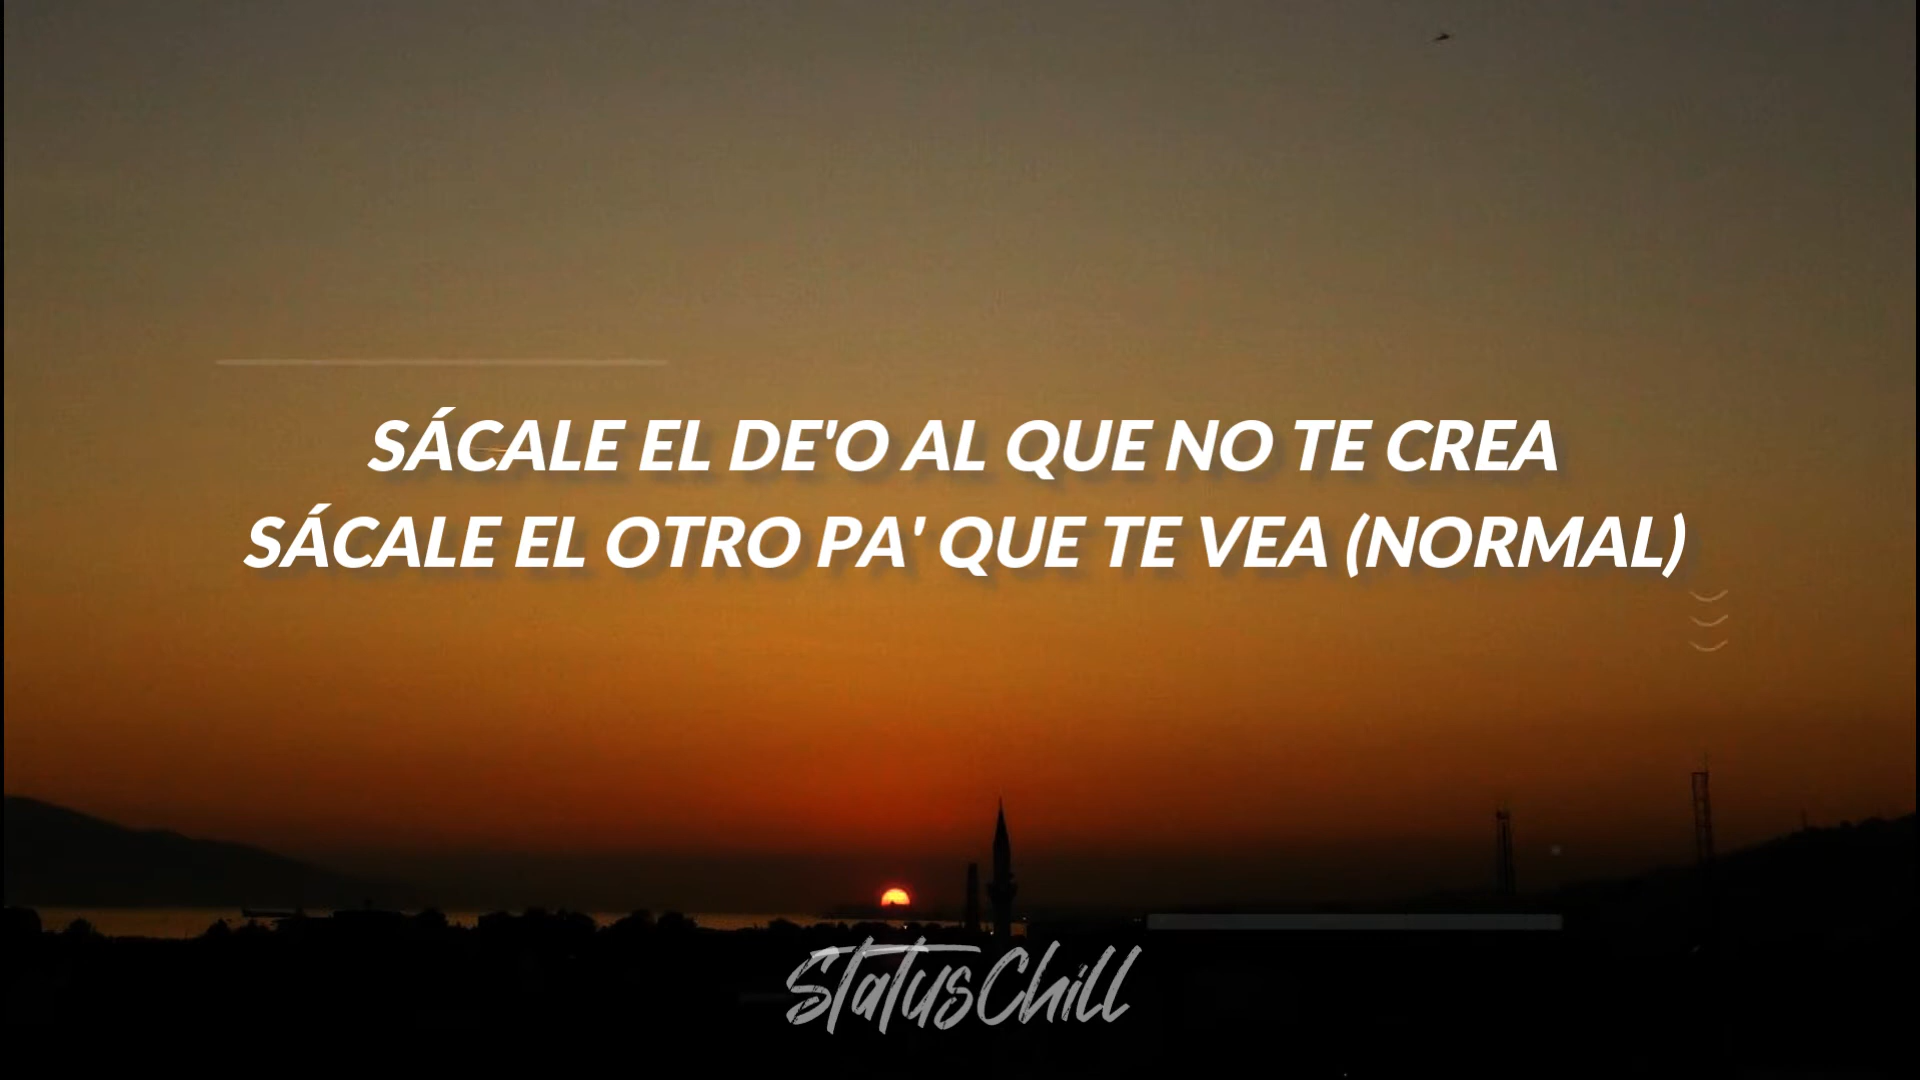 SÁCALE EL DE'O AL QUE NO TE CREA
SÁCALE EL OTRO PA' QUE TE VEA (NORMAL)
StatusChill